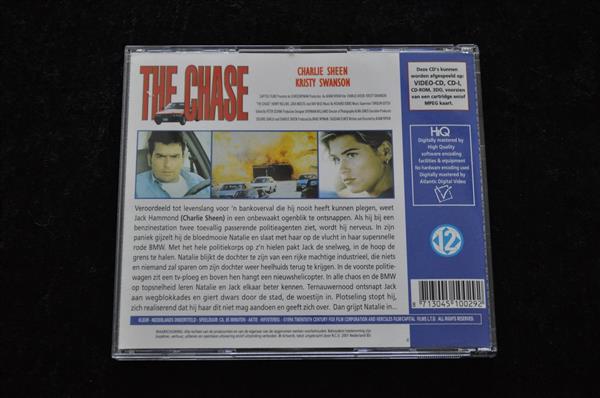 THE CHASE
CHARLIE SHEEN
KRISTY SWANSON
Veroordeeld tot levenslang voor 'n bankoverval die hij nooit heeft kunnen plegen, weet
Jack Hammond (Charlie Sheen) in een onbewaakt ogenblik te ontsnappen. Als hij bij een
benzinestation twee toevallig passerende politieagenten ziet, wordt hij nerveus. In zijn
paniek gijzelt hij de bloedmooie Natalie en slaat met haar op de vlucht in haar supersnelle
rode BMW. Met het hele politiekorps op z'n hielen pakt Jack de snelweg, in de hoop de
grens te halen. Natalie blijkt de dochter te zijn van een rijke machtige industrieel, die niets
en niemand zal sparen om zijn dochter weer heelhuids terug te krijgen. In de voorste politie-
wagen zit een tv-ploeg en boven hen hangt een nieuwshelicopter. In alle chaos en de BMW
op topsnelheid leren Natalie en Jack elkaar beter kennen. Ternauwernood ontsnapt Jack
aan wegblokkades en giert dwars door de stad, de woestijn in. Plotseling stopt hij,
zich realiserend dat hij haar dit niet mag aandoen en geeft zich over. Dan grijpt Natalie in...
Deze CD's kunnen
worden afgespeeld op:
VIDEO-CD, CD-I,
CD-ROM, 3DO, voorzien
van een cartridge en/of
MPEG kaart.
HiQ
Digitally mastered by
High Quality
software encoding
facilities & equipment
No hardware encoding used
Digitally mastered by
Atlantic Digital Video
12
8 713045 100292